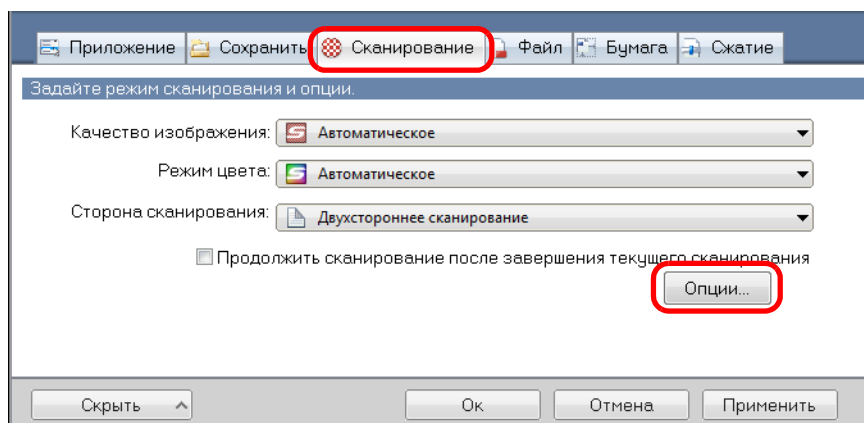 Приложение Сохранить Сканирование Файл Бумага Сжатие
Задайте режим сканирования и опции.
Качество изображения: Автоматическое
Режим цвета: Автоматическое
Сторона сканирования: Двухстороннее сканирование
Продолжить сканирование после завершения текущего сканирования
Опции...
Скрыть Ок Отмена Применить